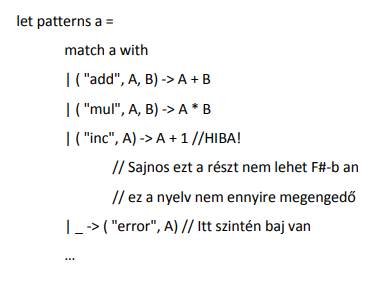 let patterns a =
match a with
| ( "add", A, B) -> A + B
| ( "mul", A, B) -> A * B
| ( "inc", A) -> A + 1 //HIBA!
// Sajnos ezt a részt nem lehet F#-b an
// ez a nyelv nem ennyire megengedő
| _ -> ( "error", A) // Itt szintén baj van
...